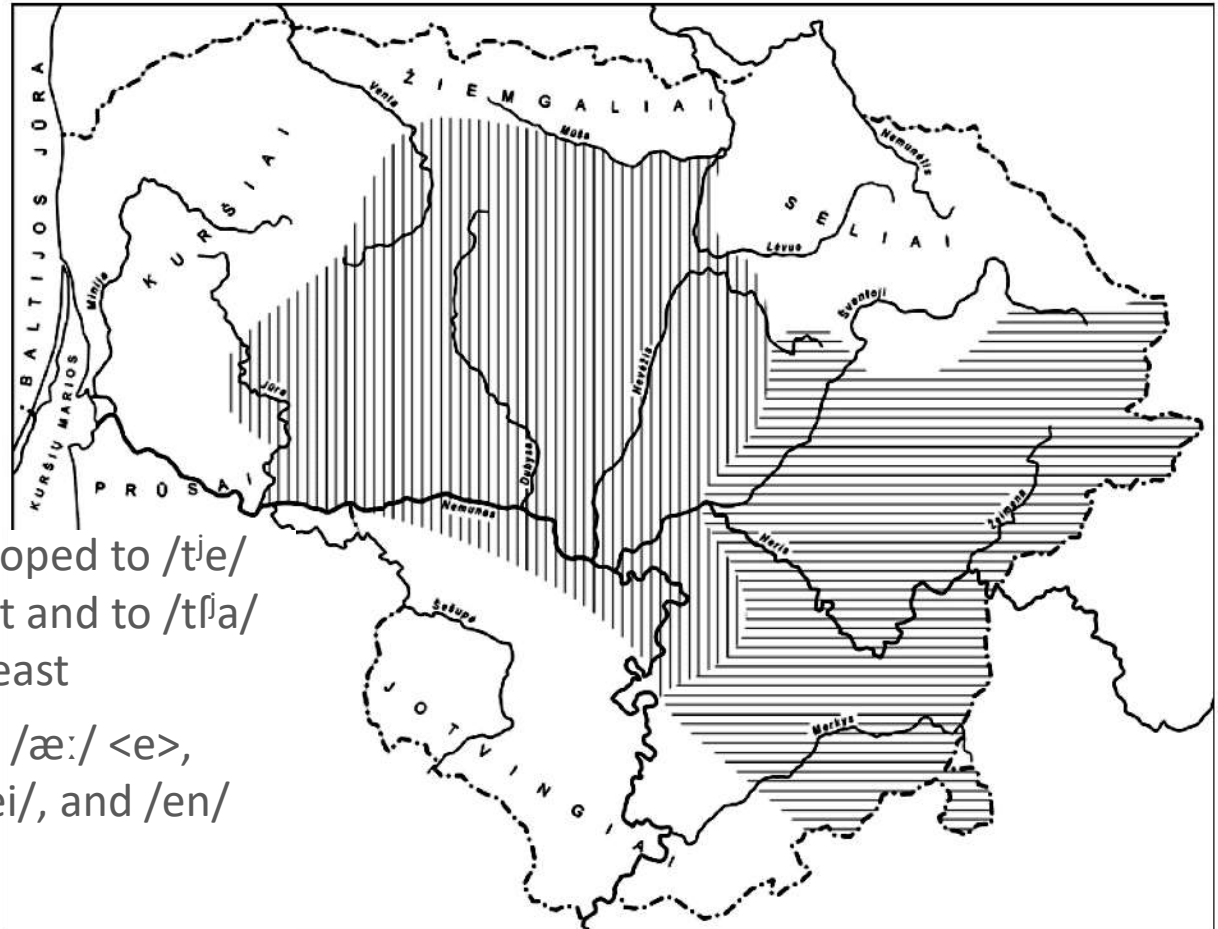 BALTIJOS JŪRA
KURŠIŲ MARIOS
KURŠIAI
ŽIEMGALIAI
SĖLIAI
PRŪSAI
JOTVINGIAI
Venta
Mūša
Nemunėlis
Lėvuo
Minija
Šventoji
Nevėžis
Jūra
Dubysa
Nemunas
Neris
Žeimena
Šešupė
Merkys
oped to /tʲe/
t and to /tʃʲa/
east
/æː/ <e>,
ei/, and /en/